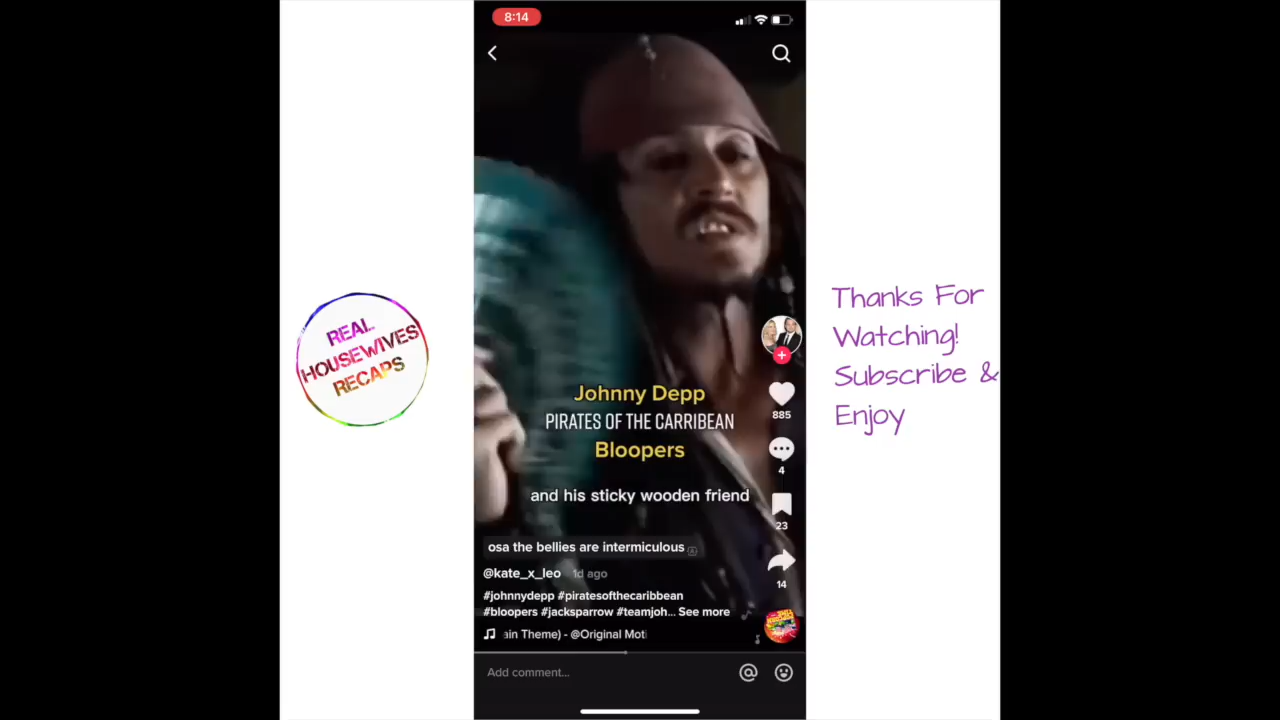 8:14
REAL
HOUSEWIVES
RECAPS
Johnny Depp
PIRATES OF THE CARRIBEAN
Bloopers
and his sticky wooden friend
osa the bellies are intermiculous
@kate_x_leo 1d ago
#johnnydepp #piratesofthecaribbean
#bloopers #jacksparrow #teamjoh... See more
ain Theme) - @Original Moti
Add comment...
885
4
23
14
Thanks For
Watching!
Subscribe &
Enjoy